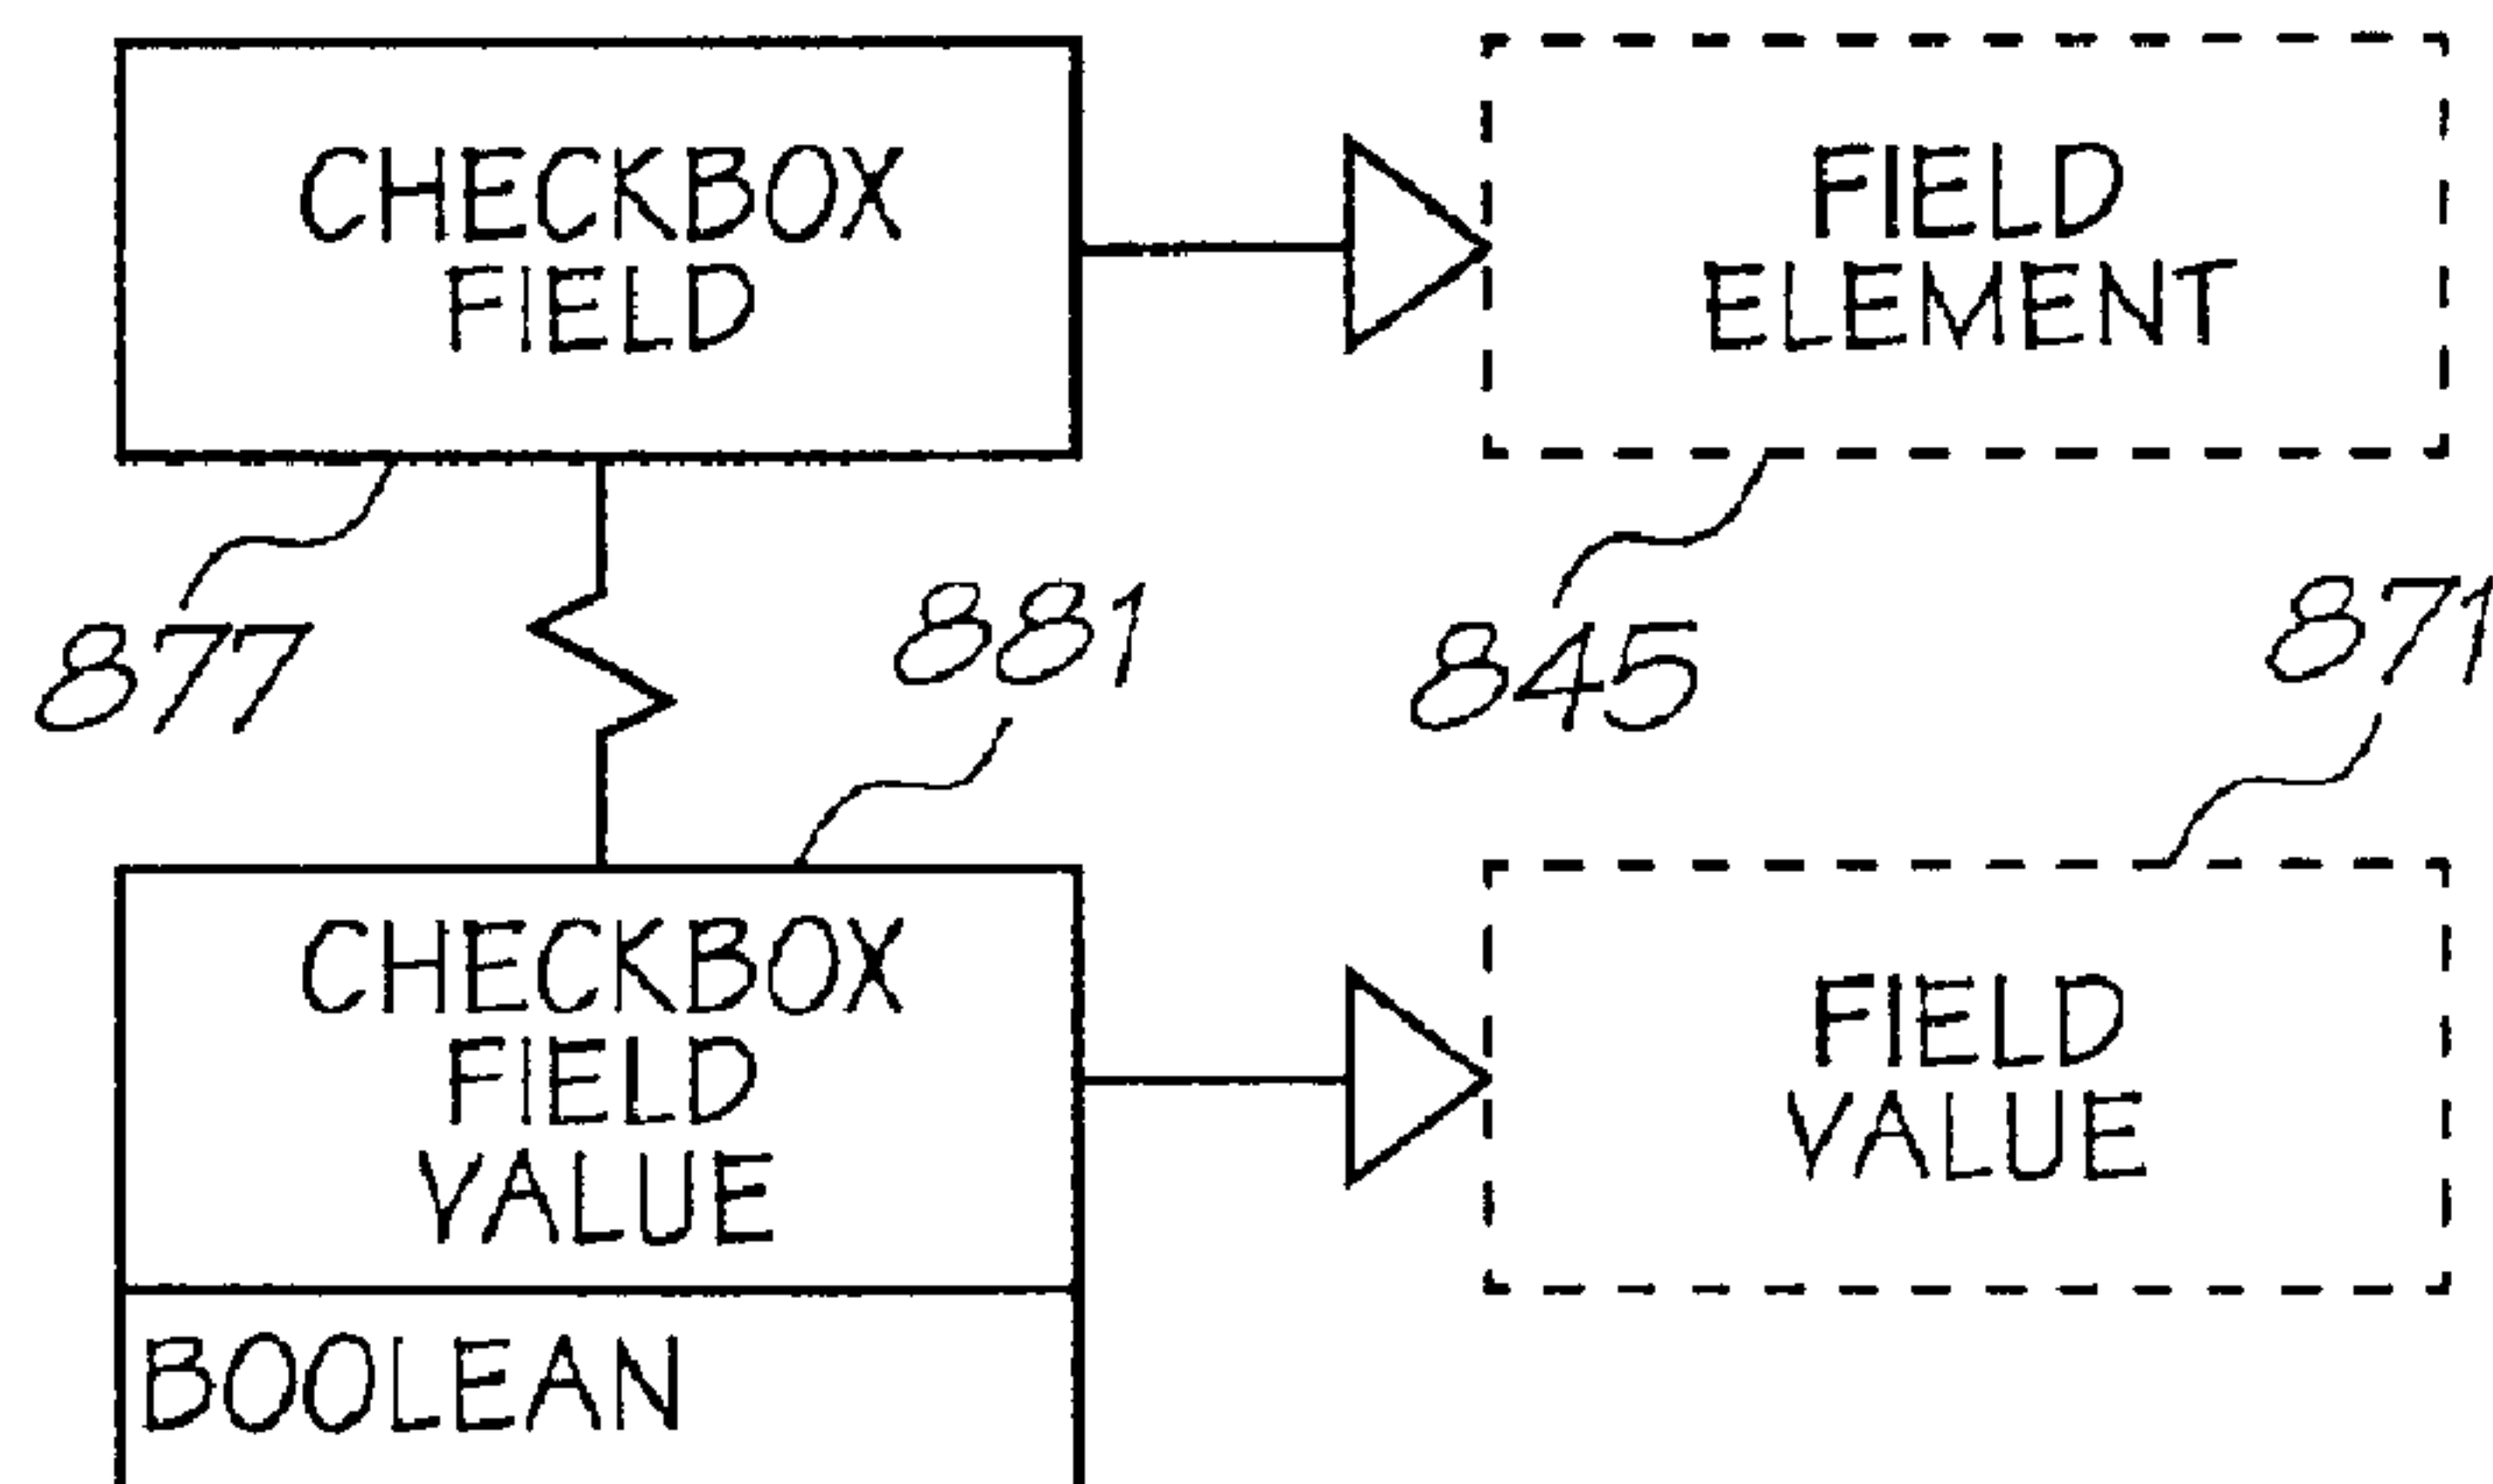 CHECKBOX
FIELD
FIELD
ELEMENT
877
881
845
871
CHECKBOX
FIELD
VALUE
FIELD
VALUE
BOOLEAN